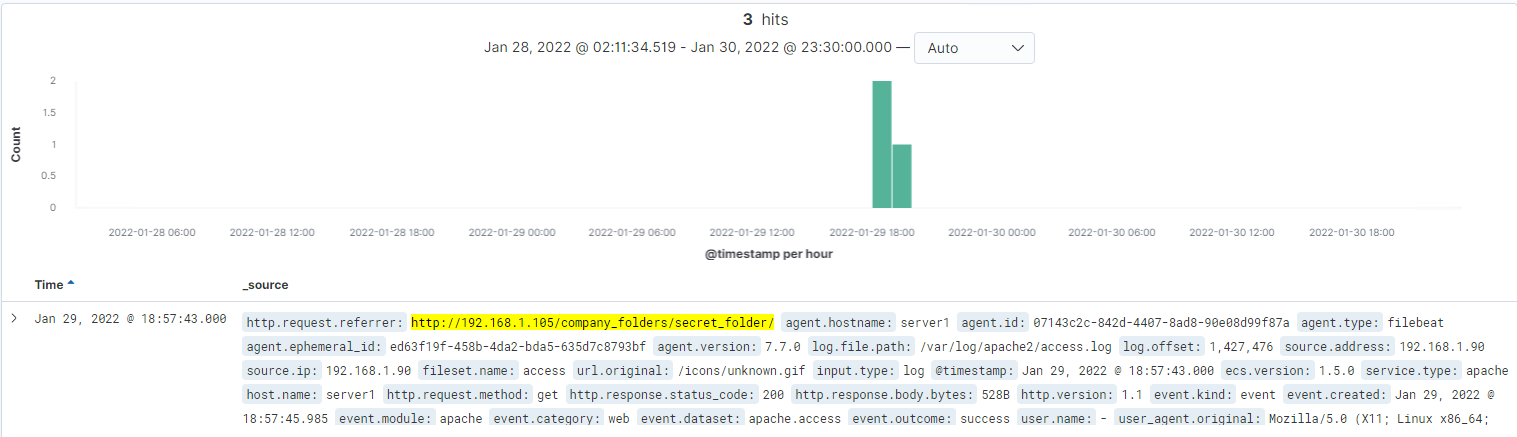 3 hits
Jan 28, 2022 @ 02:11:34.519 - Jan 30, 2022 @ 23:30:00.000 — Auto
2
1.5
1
0.5
0
Count
2022-01-28 06:00 2022-01-28 12:00 2022-01-28 18:00 2022-01-29 00:00 2022-01-29 06:00 2022-01-29 12:00 2022-01-29 18:00 2022-01-30 00:00 2022-01-30 06:00 2022-01-30 12:00 2022-01-30 18:00
@timestamp per hour
Time _source
Jan 29, 2022 @ 18:57:43.000 http.request.referrer: http://192.168.1.105/company_folders/secret_folder/ agent.hostname: server1 agent.id: 07143c2c-842d-4407-8ad8-90e08d99f87a agent.type: filebeat
agent.ephemeral_id: ed63f19f-458b-4da2-bda5-635d7c8793bf agent.version: 7.7.0 log.file.path: /var/log/apache2/access.log log.offset: 1,427,476 source.address: 192.168.1.90
source.ip: 192.168.1.90 fileset.name: access url.original: /icons/unknown.gif input.type: log @timestamp: Jan 29, 2022 @ 18:57:43.000 ecs.version: 1.5.0 service.type: apache
host.name: server1 http.request.method: get http.response.status_code: 200 http.response.body.bytes: 528B http.version: 1.1 event.kind: event event.created: Jan 29, 2022 @
18:57:45.985 event.module: apache event.category: web event.dataset: apache.access event.outcome: success user.name: - user_agent.original: Mozilla/5.0 (X11; Linux x86_64;